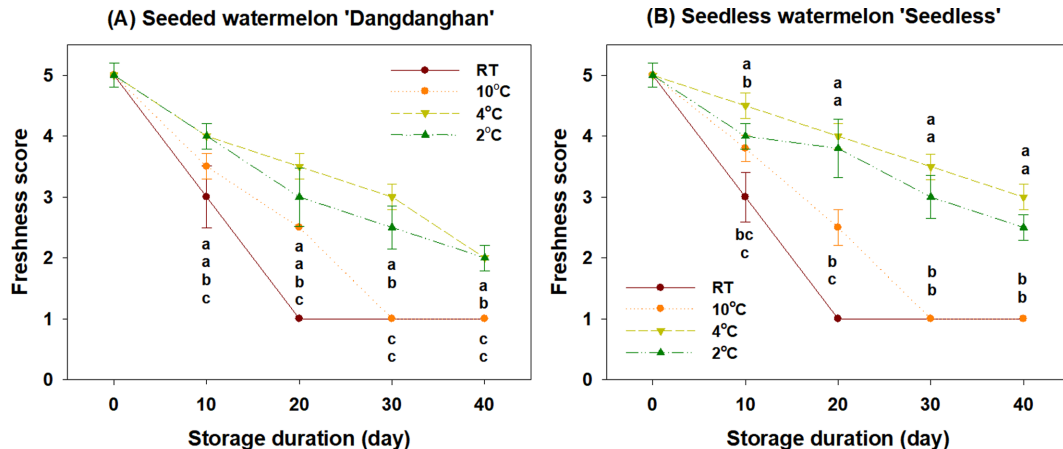 (A) Seeded watermelon 'Dangdanghan'
5
4
3
2
1
0
Freshness score
RT
10°C
4°C
2°C
a
a
b
c
a
a
b
c
a
b
c
c
a
b
c
c
0 10 20 30 40
Storage duration (day)
(B) Seedless watermelon 'Seedless'
5
4
3
2
1
0
Freshness score
a
b
bc
c
a
a
b
c
a
a
b
b
a
a
b
b
RT
10°C
4°C
2°C
0 10 20 30 40
Storage duration (day)